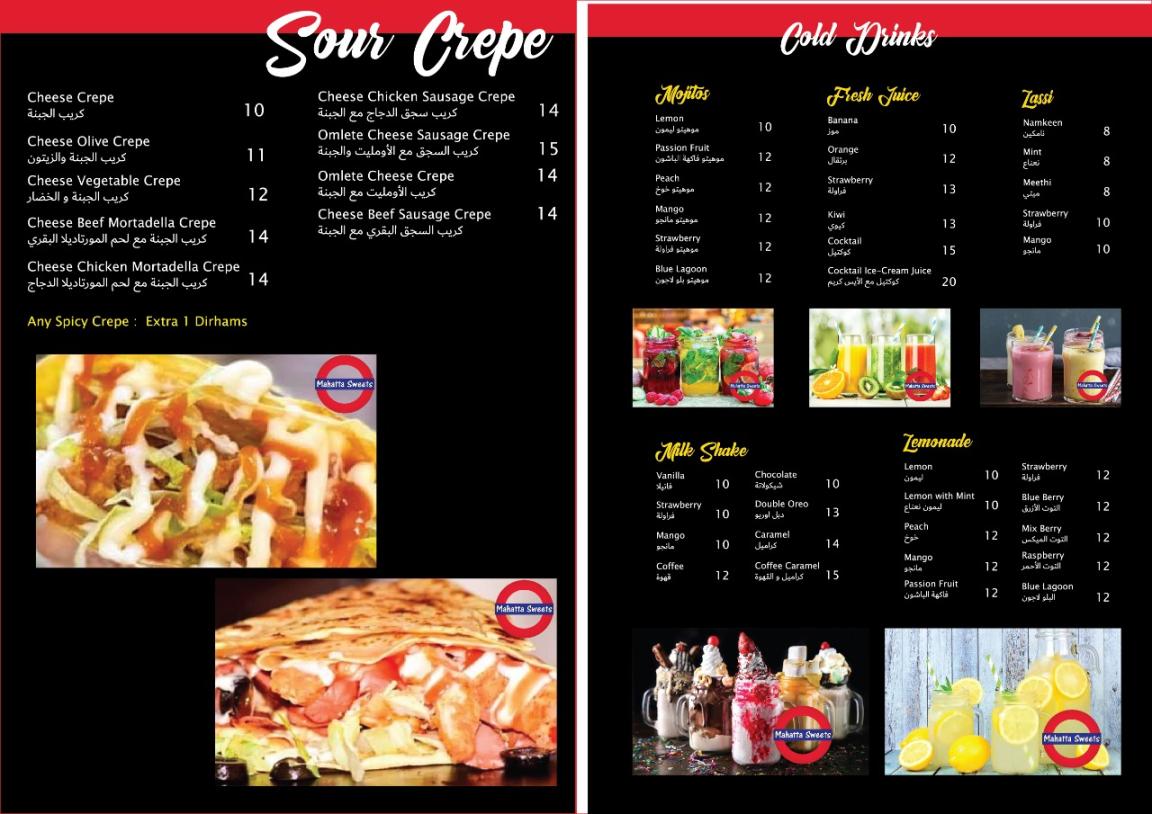 Sour Crepe
Cheese Crepe
كريب الجبنة
10
Cheese Olive Crepe
كريب الجبنة والزيتون
11
Cheese Vegetable Crepe
كريب الجبنة و الخضار
12
Cheese Beef Mortadella Crepe
كريب الجبنة مع لحم المورتاديلا البقري
14
Cheese Chicken Mortadella Crepe
كريب الجبنة مع لحم المورتاديلا الدجاج
14
Cheese Chicken Sausage Crepe
كريب سجق الدجاج مع الجبنة
14
Omlete Cheese Sausage Crepe
كريب السجق مع الأومليت والجبنة
15
Omlete Cheese Crepe
كريب الأومليت مع الجبنة
14
Cheese Beef Sausage Crepe
كريب السجق البقري مع الجبنة
14
Any Spicy Crepe : Extra 1 Dirhams
Mahatta Sweets
Mahatta Sweets
Cold Drinks
Mojitos
Lemon
موهيتو ليمون
10
Passion Fruit
موهيتو فاكهة الباشون
12
Peach
موهيتو خوخ
12
Mango
موهيتو مانجو
12
Strawberry
موهيتو فراولة
12
Blue Lagoon
موهيتو بلو لاجون
12
Fresh Juice
Banana
موز
10
Orange
برتقال
12
Strawberry
فراولة
13
Kiwi
كيوي
13
Cocktail
كوكتيل
15
Cocktail Ice-Cream Juice
كوكتيل مع الآيس كريم
20
Zassi
Namkeen
نامكين
8
Mint
نعناع
8
Meethi
ميتي
8
Strawberry
فراولة
10
Mango
مانجو
10
Mahatta Sweets
Mahatta Sweets
Mahatta Sweets
Milk Shake
Vanilla
فانيلا
10
Strawberry
فراولة
10
Mango
مانجو
10
Coffee
قهوة
12
Chocolate
شيكولاتة
10
Double Oreo
دبل اوريو
13
Caramel
كراميل
14
Coffee Caramel
كراميل و القهوة
15
Lemonade
Lemon
ليمون
10
Lemon with Mint
ليمون نعناع
10
Peach
خوخ
12
Mango
مانجو
12
Passion Fruit
فاكهة الباشون
12
Strawberry
فراولة
12
Blue Berry
التوت الأزرق
12
Mix Berry
التوت الميكس
12
Raspberry
التوت الأحمر
12
Blue Lagoon
البلو لاجون
12
Mahatta Sweets
Mahatta Sweets